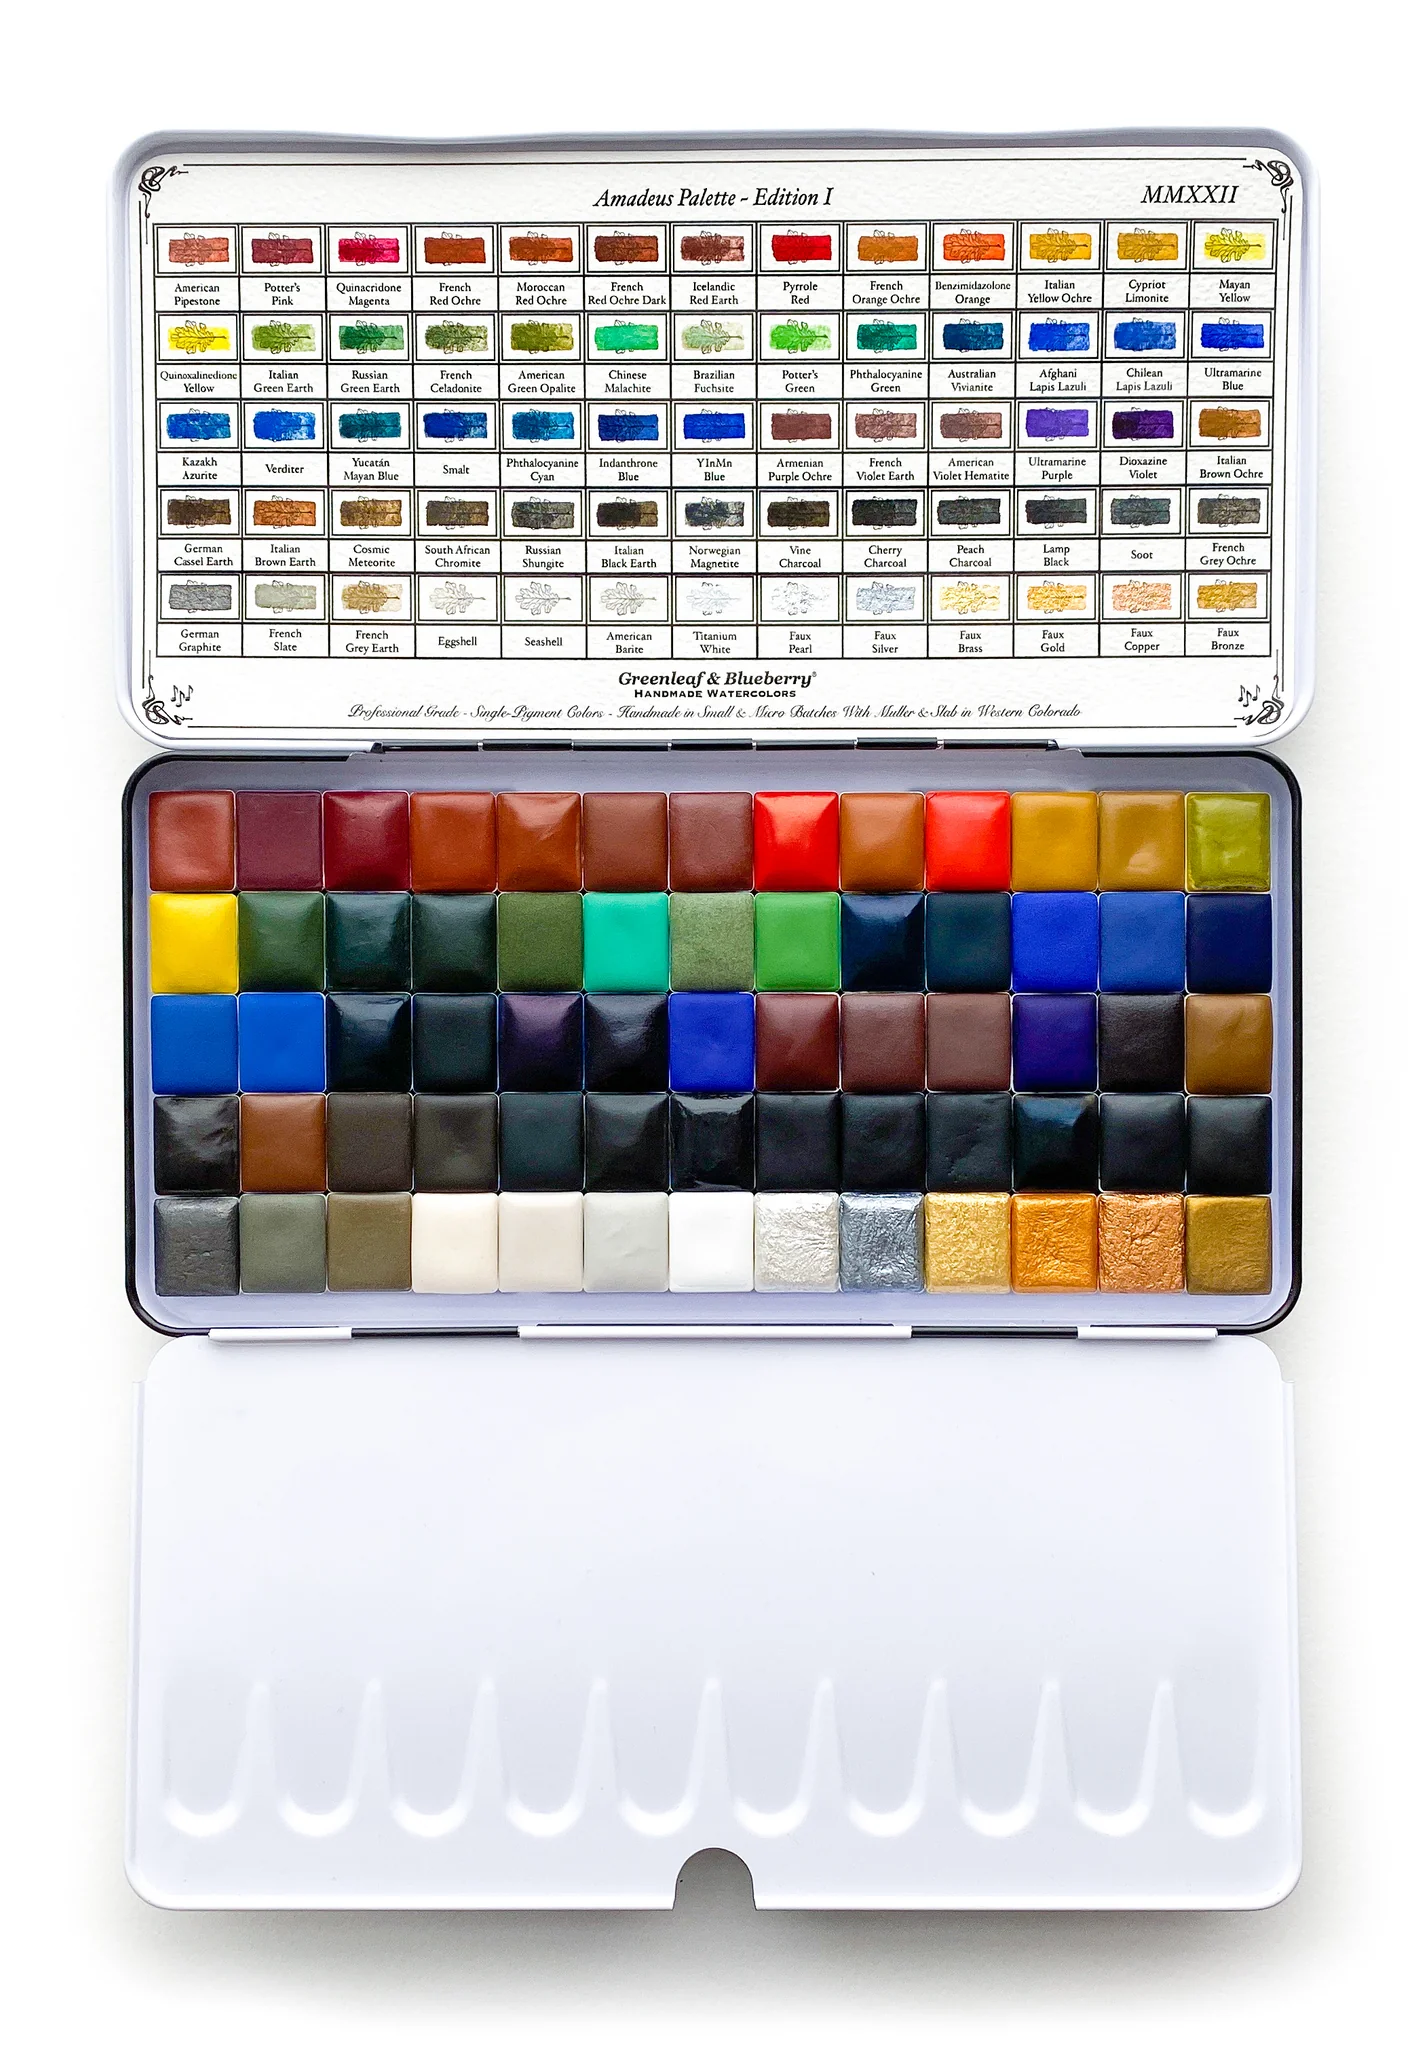 Amadeus Palette ~ Edition I
MMXXII
American Pipestone
Potter's Pink
Quinacridone Magenta
French Red Ochre
Moroccan Red Ochre
French Red Ochre Dark
Icelandic Red Earth
Pyrrole Red
French Orange Ochre
Benzimidazolone Orange
Italian Yellow Ochre
Cypriot Limonite
Mayan Yellow
Quinoxalinedione Yellow
Italian Green Earth
Russian Green Earth
French Celadonite
American Green Opalite
Chinese Malachite
Brazilian Fuchsite
Potter's Green
Phthalocyanine Green
Australian Vivianite
Afghani Lapis Lazuli
Chilean Lapis Lazuli
Ultramarine Blue
Kazakh Azurite
Verditer
Yucatán Mayan Blue
Smalt
Phthalocyanine Cyan
Indanthrone Blue
YInMn Blue
Armenian Purple Ochre
French Violet Earth
American Violet Hematite
Ultramarine Purple
Dioxazine Violet
Italian Brown Ochre
German Cassel Earth
Italian Brown Earth
Cosmic Meteorite
South African Chromite
Russian Shungite
Italian Black Earth
Norwegian Magnetite
Vine Charcoal
Cherry Charcoal
Peach Charcoal
Lamp Black
Soot
French Grey Ochre
German Graphite
French Slate
French Grey Earth
Eggshell
Seashell
American Barite
Titanium White
Faux Pearl
Faux Silver
Faux Brass
Faux Gold
Faux Copper
Faux Bronze
Greenleaf & Blueberry®
Handmade Watercolors
Professional Grade - Single-Pigment Colors - Handmade in Small & Micro Batches With Muller & Slab in Western Colorado